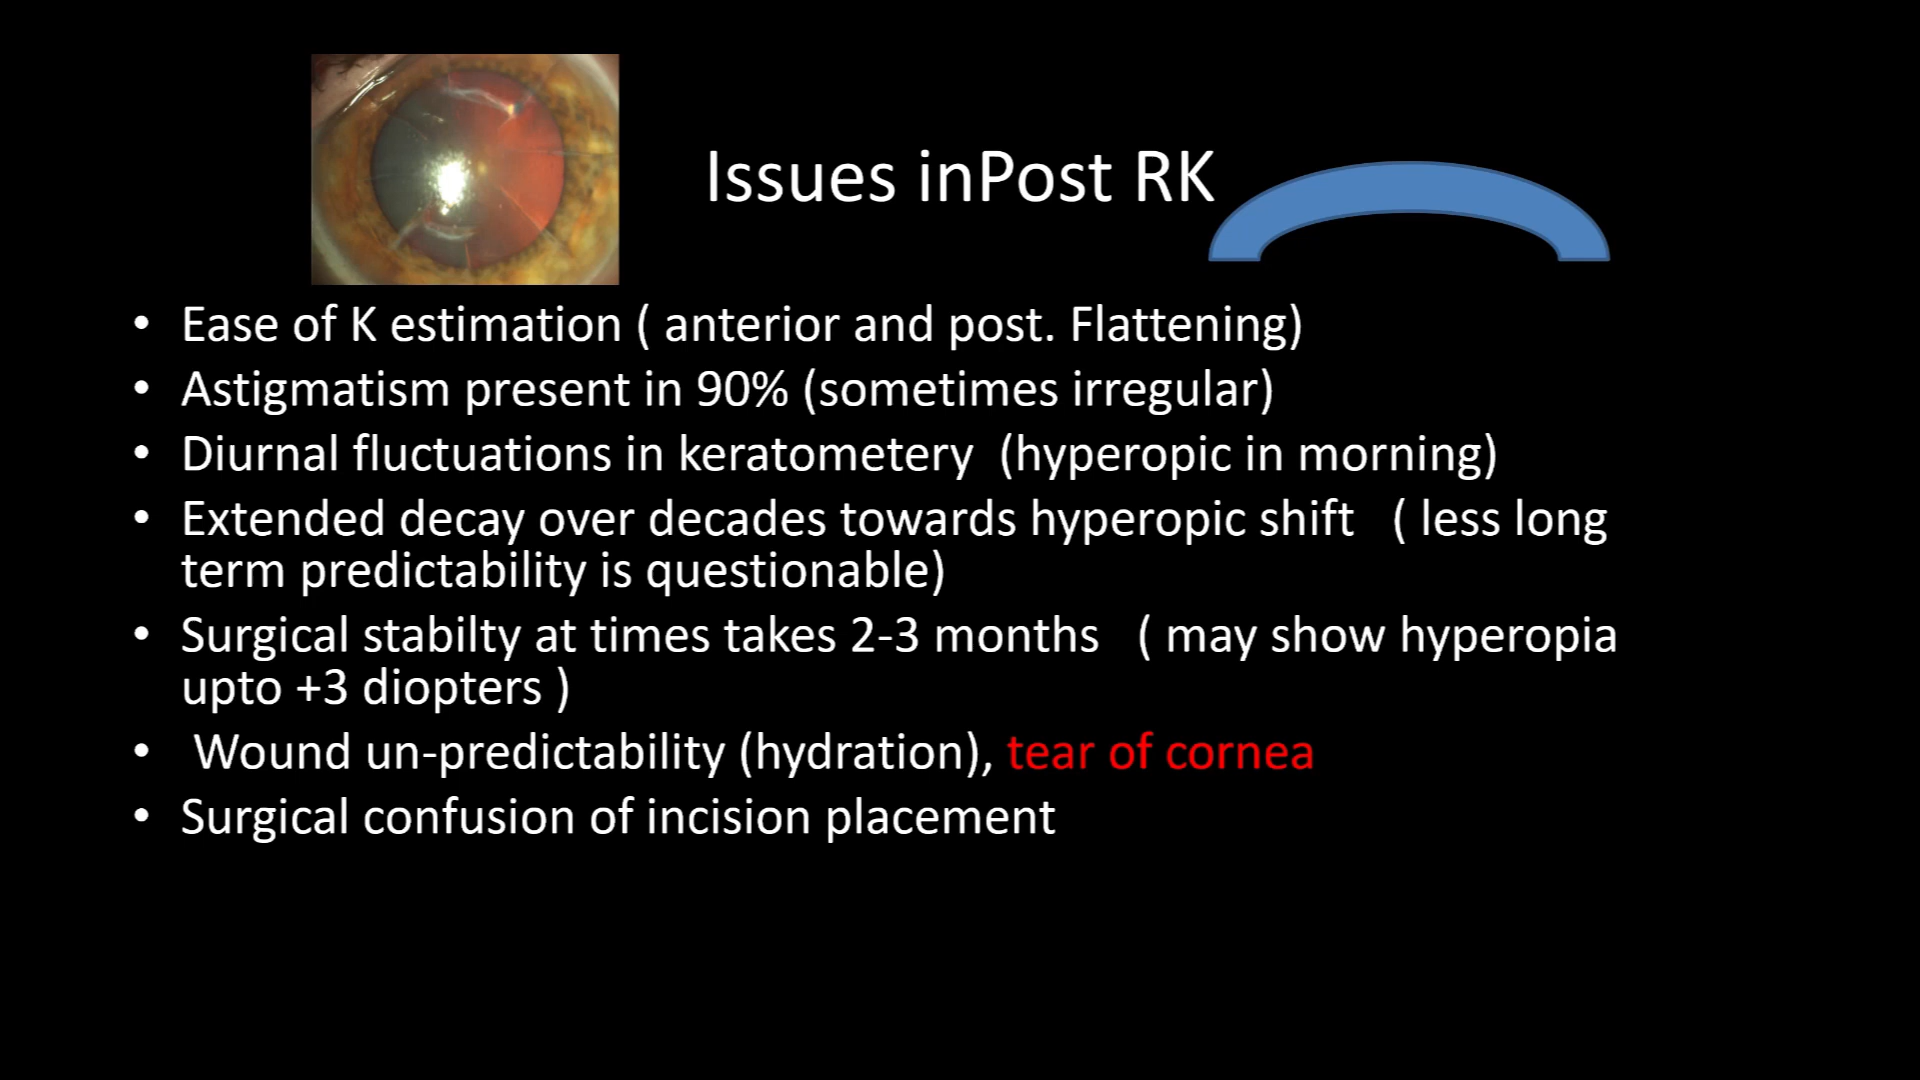 Issues inPost RK
• Ease of K estimation ( anterior and post. Flattening)
• Astigmatism present in 90% (sometimes irregular)
• Diurnal fluctuations in keratometery  (hyperopic in morning)
• Extended decay over decades towards hyperopic shift   ( less long
term predictability is questionable)
• Surgical stabilty at times takes 2-3 months   ( may show hyperopia
upto +3 diopters )
• Wound un-predictability (hydration), tear of cornea
• Surgical confusion of incision placement